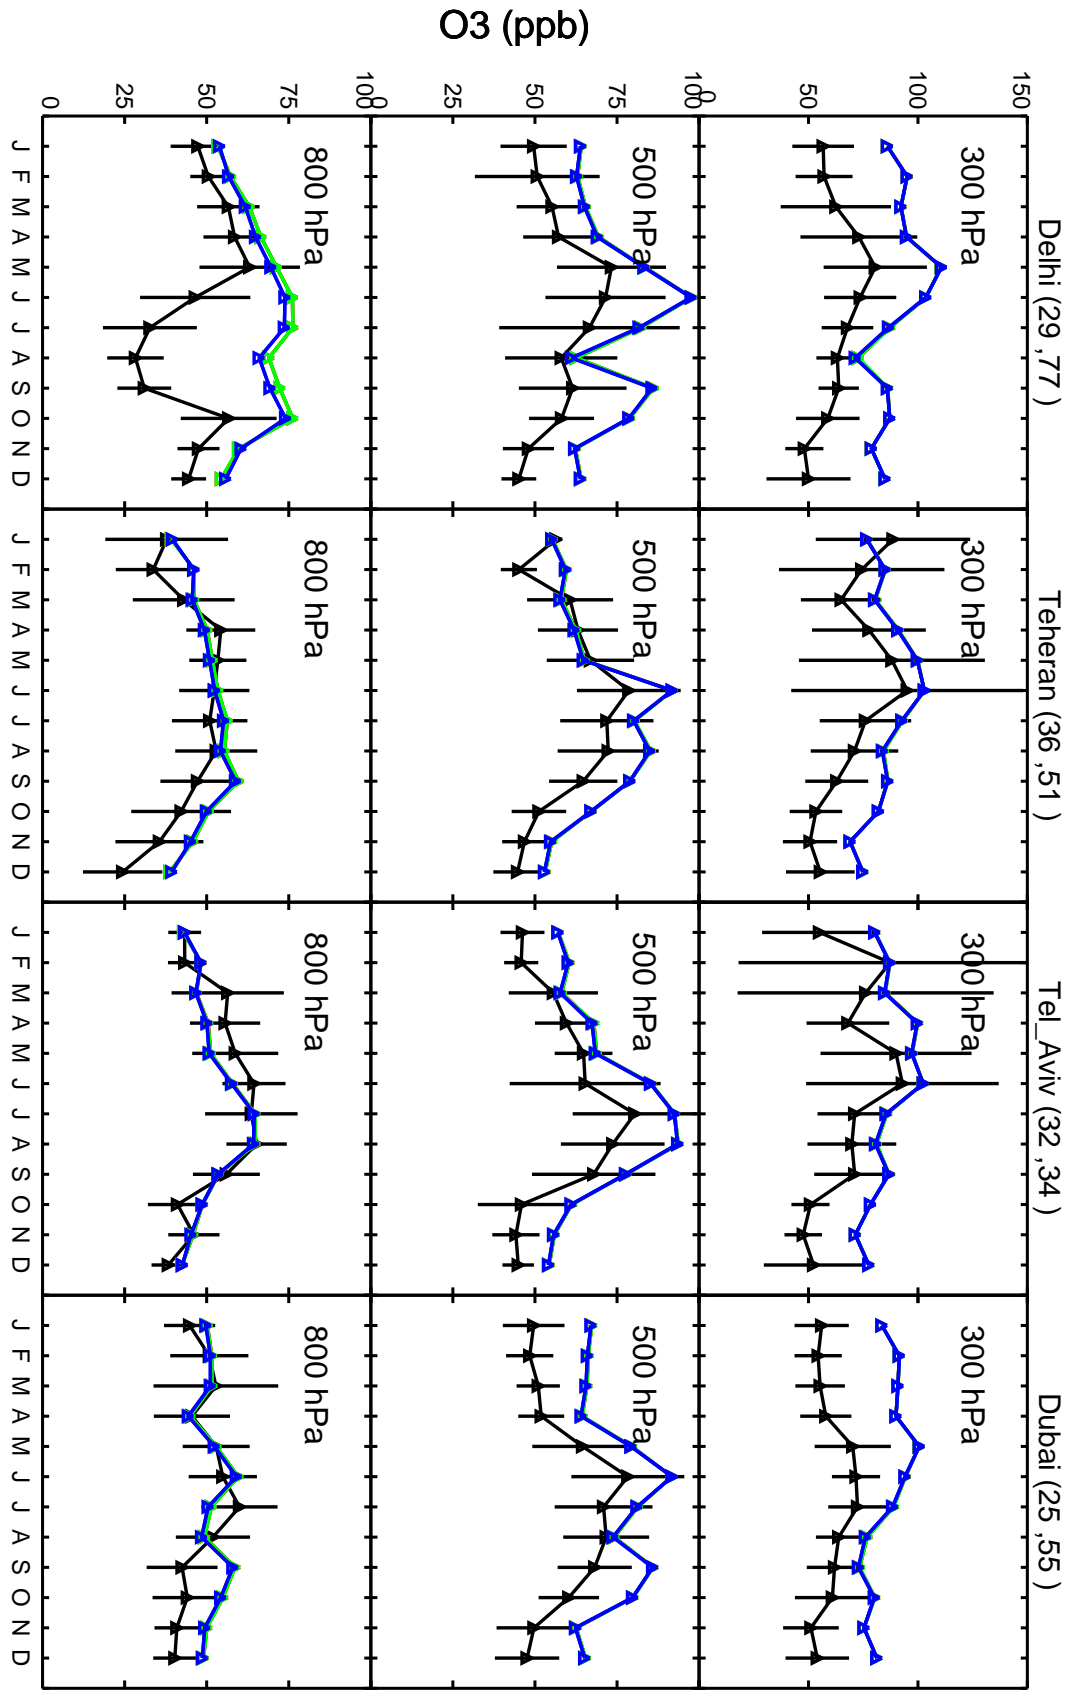 O3 (ppb)
Delhi (29 ,77 )
Teheran (36 ,51 )
Tel_Aviv (32 ,34 )
Dubai (25 ,55 )
150
100
50
0
300 hPa
300 hPa
300 hPa
300 hPa
100
75
50
25
0
500 hPa
500 hPa
500 hPa
500 hPa
100
75
50
25
0
800 hPa
800 hPa
800 hPa
800 hPa
J F M A M J J A S O N D
J F M A M J J A S O N D
J F M A M J J A S O N D
J F M A M J J A S O N D